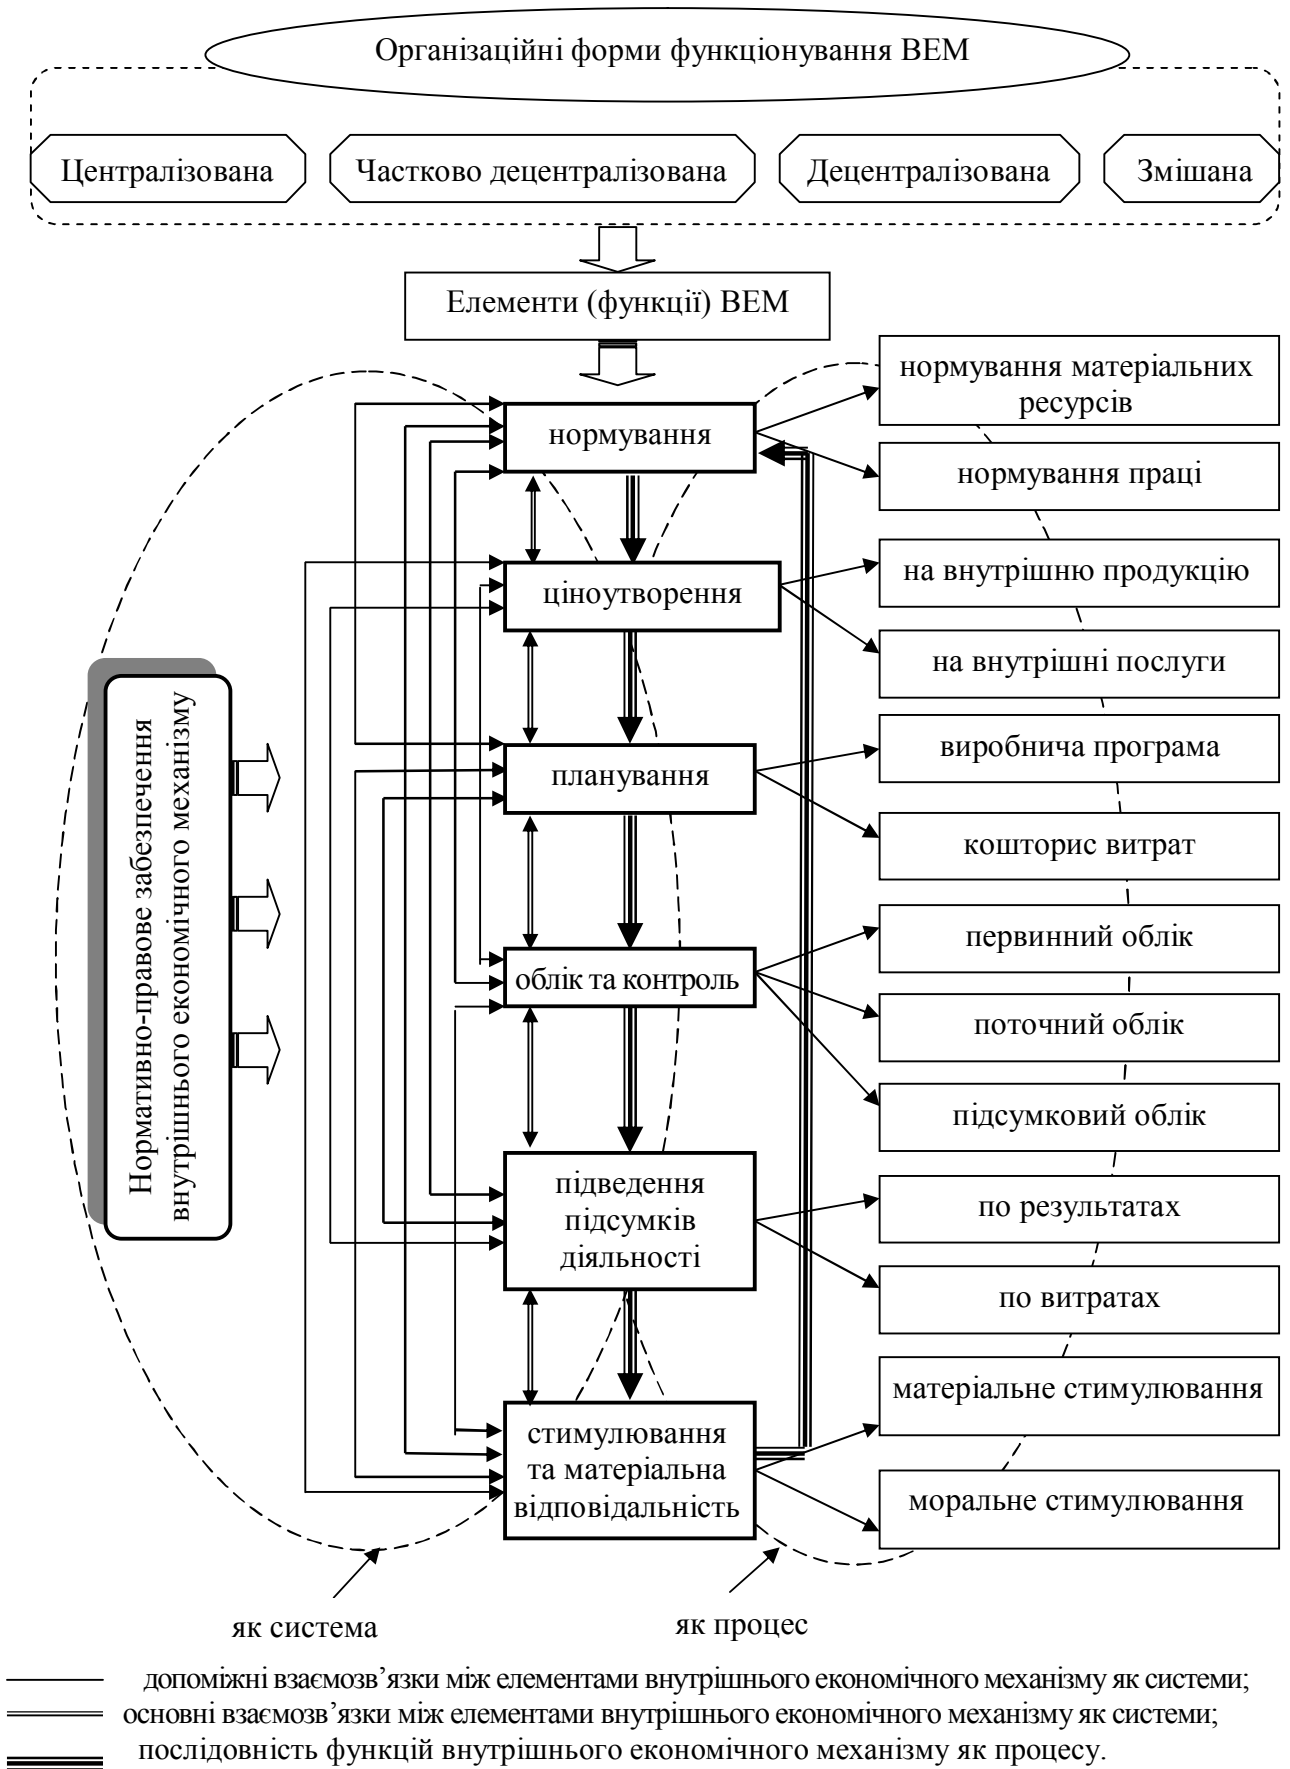 Організаційні форми функціонування ВЕМ
Централізована
Частково децентралізована
Децентралізована
Змішана
Елементи (функції) ВЕМ
нормування
нормування матеріальних
ресурсів
нормування праці
ціноутворення
на внутрішню продукцію
на внутрішні послуги
Нормативно-правове забезпечення
внутрішнього економічного механізму
планування
виробнича програма
кошторис витрат
облік та контроль
первинний облік
поточний облік
підсумковий облік
підведення
підсумків
діяльності
по результатах
по витратах
стимулювання
та матеріальна
відповідальність
матеріальне стимулювання
моральне стимулювання
як система
як процес
допоміжні взаємозв’язки між елементами внутрішнього економічного механізму як системи;
основні взаємозв’язки між елементами внутрішнього економічного механізму як системи;
послідовність функцій внутрішнього економічного механізму як процесу.